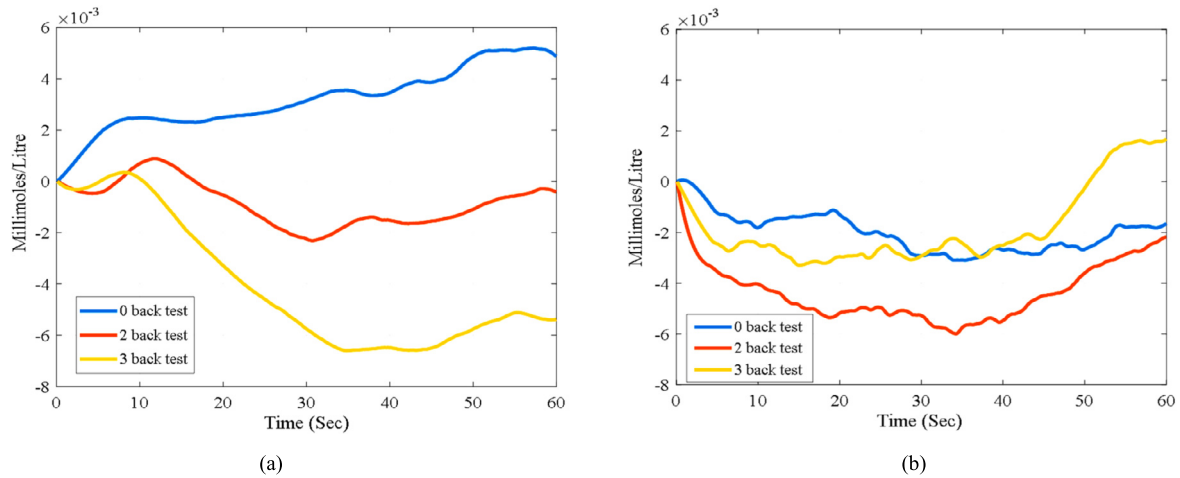 ×10⁻³
6
4
2
0
-2
-4
-6
-8
Millimoles/Litre
0 back test
2 back test
3 back test
0 10 20 30 40 50 60
Time (Sec)
(a)
×10⁻³
6
4
2
0
-2
-4
-6
-8
Millimoles/Litre
0 back test
2 back test
3 back test
0 10 20 30 40 50 60
Time (Sec)
(b)